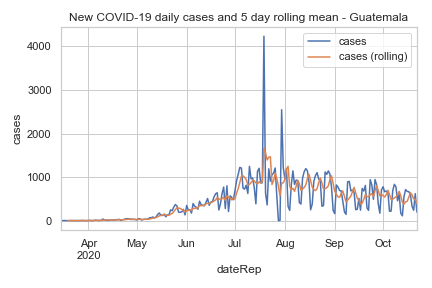 New COVID-19 daily cases and 5 day rolling mean - Guatemala
cases
cases (rolling)
4000
3000
2000
1000
0
cases
Apr
2020
May
Jun
Jul
Aug
Sep
Oct
dateRep